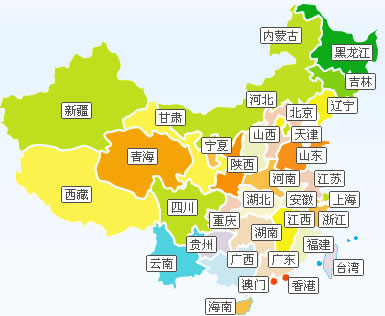 内蒙古
黑龙江
吉林
辽宁
河北
北京
新疆
甘肃
山西
天津
宁夏
青海
陕西
山东
西藏
河南
江苏
四川
湖北
安徽
上海
重庆
江西
浙江
湖南
贵州
福建
云南
广西
广东
台湾
澳门
香港
海南